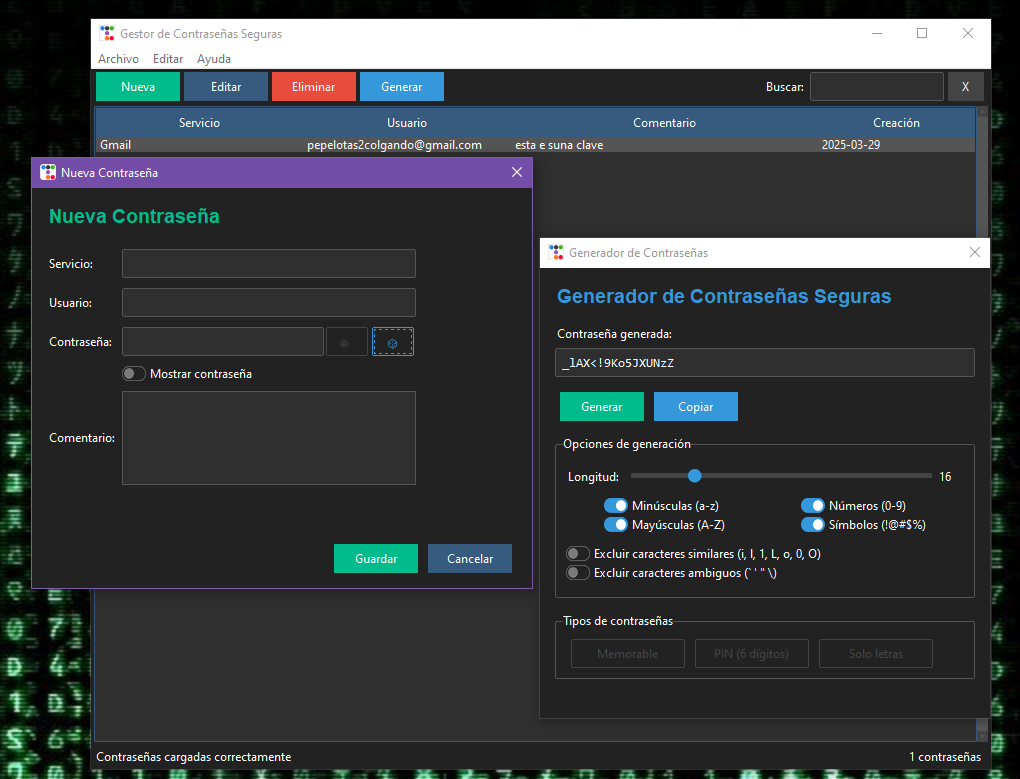 Gestor de Contraseñas Seguras
Archivo Editar Ayuda
Nueva Editar Eliminar Generar Buscar: X
Servicio Usuario Comentario Creación
Gmail pepelotas2colgando@gmail.com esta e suna clave 2025-03-29
Nueva Contraseña
Nueva Contraseña
Servicio:
Usuario:
Contraseña:
Mostrar contraseña
Comentario:
Guardar Cancelar
Generador de Contraseñas
Generador de Contraseñas Seguras
Contraseña generada:
_lAX<!9Ko5JXUNzZ
Generar Copiar
Opciones de generación
Longitud: 16
Minúsculas (a-z) Números (0-9)
Mayúsculas (A-Z) Símbolos (!@#$%)
Excluir caracteres similares (i, l, 1, L, o, 0, O)
Excluir caracteres ambiguos (` ' " \)
Tipos de contraseñas
Memorable PIN (6 dígitos) Solo letras
Contraseñas cargadas correctamente 1 contraseñas